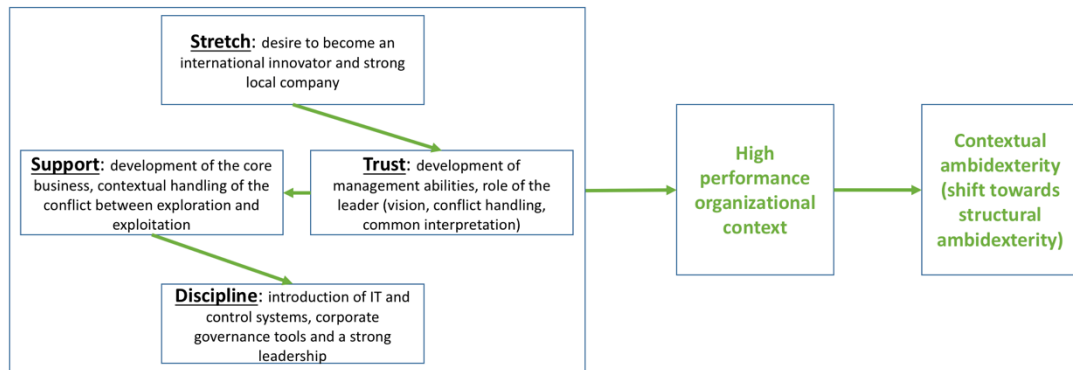 Stretch: desire to become an
international innovator and strong
local company
Support: development of the core
business, contextual handling of the
conflict between exploration and
exploitation
Trust: development of
management abilities, role of the
leader (vision, conflict handling,
common interpretation)
Discipline: introduction of IT and
control systems, corporate
governance tools and a strong
leadership
High
performance
organizational
context
Contextual
ambidexterity
(shift towards
structural
ambidexterity)